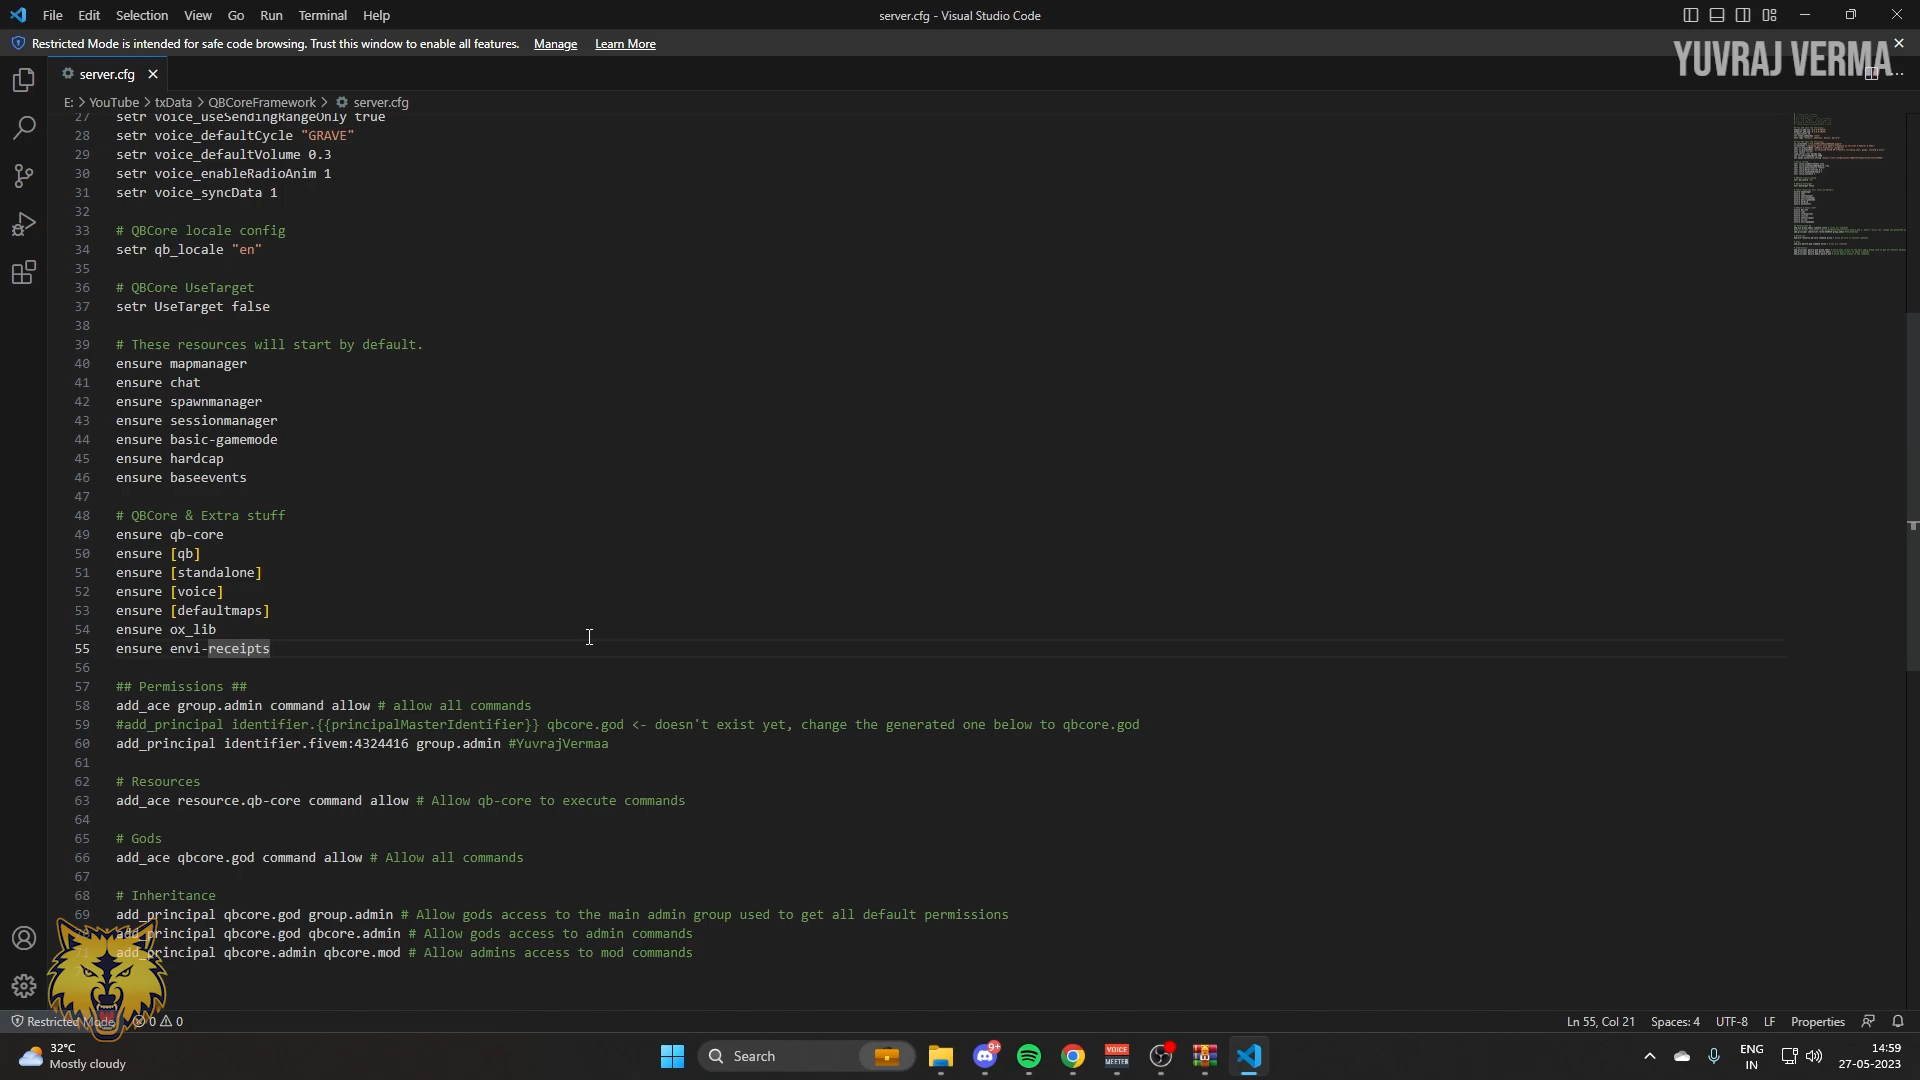 File Edit Selection View Go Run Terminal Help server.cfg - Visual Studio Code
Restricted Mode is intended for safe code browsing. Trust this window to enable all features. Manage Learn More
YUVRAJ VERMA
server.cfg
E: > YouTube > txData > QBCoreFramework > server.cfg
27 setr voice_useSendingRangeOnly true
28 setr voice_defaultCycle "GRAVE"
29 setr voice_defaultVolume 0.3
30 setr voice_enableRadioAnim 1
31 setr voice_syncData 1
32
33 # QBCore locale config
34 setr qb_locale "en"
35
36 # QBCore UseTarget
37 setr UseTarget false
38
39 # These resources will start by default.
40 ensure mapmanager
41 ensure chat
42 ensure spawnmanager
43 ensure sessionmanager
44 ensure basic-gamemode
45 ensure hardcap
46 ensure baseevents
47
48 # QBCore & Extra stuff
49 ensure qb-core
50 ensure [qb]
51 ensure [standalone]
52 ensure [voice]
53 ensure [defaultmaps]
54 ensure ox_lib
55 ensure envi-receipts
56
57 ## Permissions ##
58 add_ace group.admin command allow # allow all commands
59 #add_principal identifier.{{principalMasterIdentifier}} qbcore.god <- doesn't exist yet, change the generated one below to qbcore.god
60 add_principal identifier.fivem:4324416 group.admin #YuvrajVermaa
61
62 # Resources
63 add_ace resource.qb-core command allow # Allow qb-core to execute commands
64
65 # Gods
66 add_ace qbcore.god command allow # Allow all commands
67
68 # Inheritance
69 add_principal qbcore.god group.admin # Allow gods access to the main admin group used to get all default permissions
add_principal qbcore.god qbcore.admin # Allow gods access to admin commands
add_principal qbcore.admin qbcore.mod # Allow admins access to mod commands
Restricted Mode 0 0 Ln 55, Col 21 Spaces: 4 UTF-8 LF Properties
32°C
Mostly cloudy
Search
9+
VOICE
MEETER
ENG
IN
14:59
27-05-2023